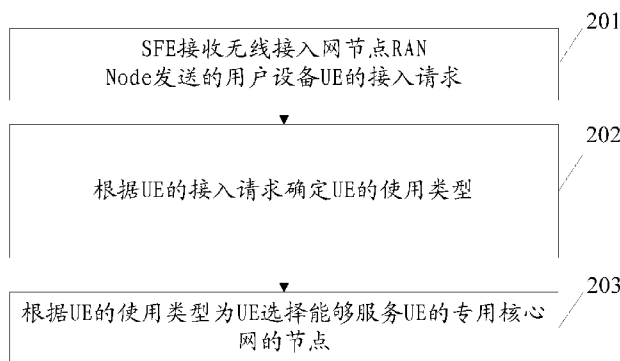 201
SFE接收无线接入网节点RAN
Node发送的用户设备UE的接入请求
202
根据UE的接入请求确定UE的使用类型
203
根据UE的使用类型为UE选择能够服务UE的专用核心
网的节点